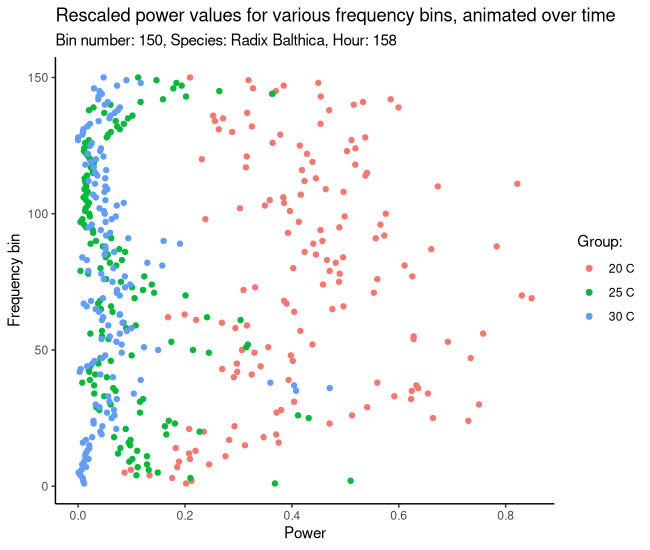 Rescaled power values for various frequency bins, animated over time
Bin number: 150, Species: Radix Balthica, Hour: 158
150
100
50
0
Frequency bin
0.0 0.2 0.4 0.6 0.8
Power
Group:
20 C
25 C
30 C